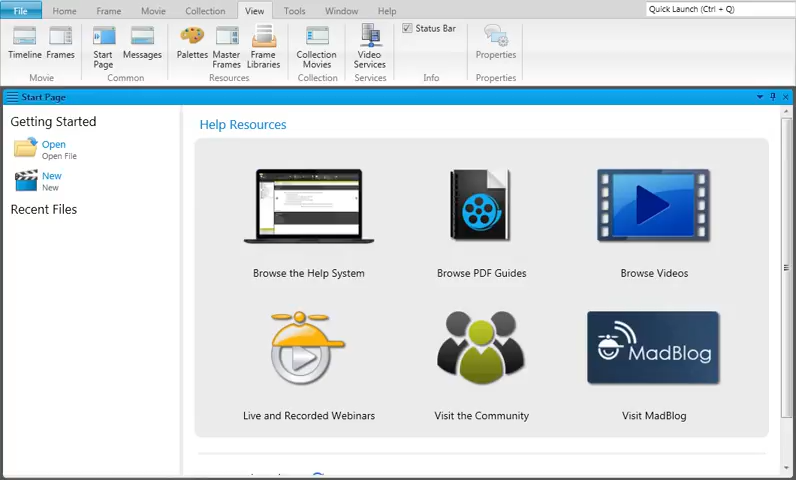 File Home Frame Movie Collection View Tools Window Help Quick Launch (Ctrl + Q)
Timeline Frames Start Page Messages Palettes Master Frames Frame Libraries Collection Movies Video Services Status Bar Properties
Movie Common Resources Collection Services Info Properties
Start Page
Getting Started
Open
Open File
New
New
Recent Files
Help Resources
Browse the Help System Browse PDF Guides Browse Videos
MadBlog
Live and Recorded Webinars Visit the Community Visit MadBlog